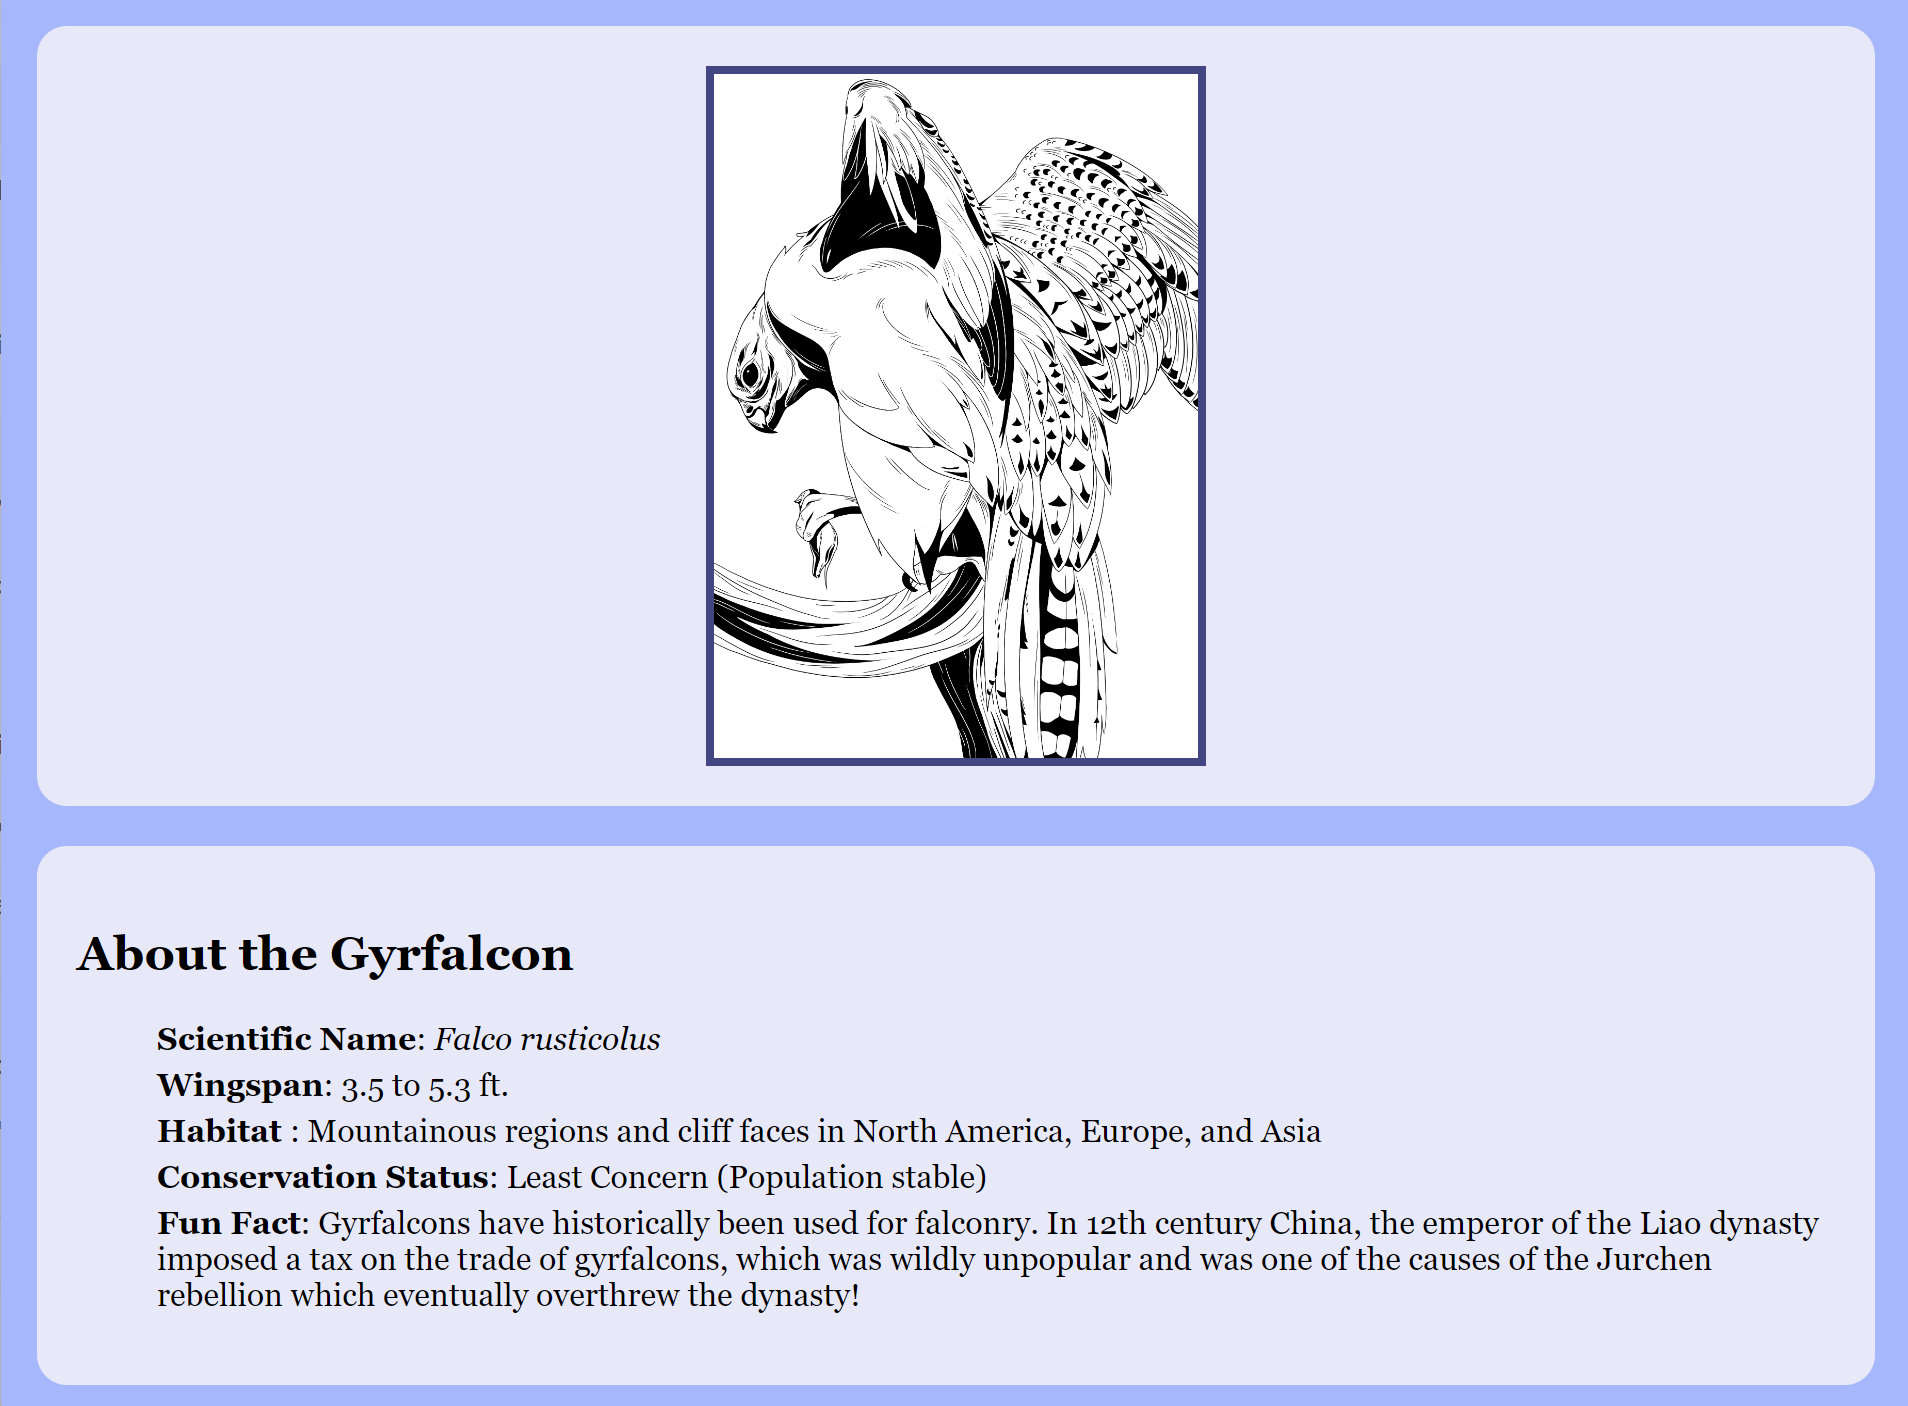 About the Gyrfalcon
Scientific Name: Falco rusticolus
Wingspan: 3.5 to 5.3 ft.
Habitat : Mountainous regions and cliff faces in North America, Europe, and Asia
Conservation Status: Least Concern (Population stable)
Fun Fact: Gyrfalcons have historically been used for falconry. In 12th century China, the emperor of the Liao dynasty
imposed a tax on the trade of gyrfalcons, which was wildly unpopular and was one of the causes of the Jurchen
rebellion which eventually overthrew the dynasty!